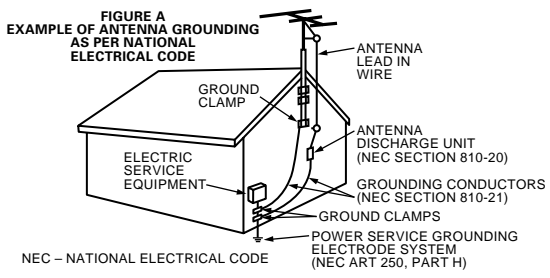 FIGURE A
EXAMPLE OF ANTENNA GROUNDING
AS PER NATIONAL
ELECTRICAL CODE
ANTENNA
LEAD IN
WIRE
GROUND
CLAMP
ANTENNA
DISCHARGE UNIT
(NEC SECTION 810-20)
ELECTRIC
SERVICE
EQUIPMENT
GROUNDING CONDUCTORS
(NEC SECTION 810-21)
GROUND CLAMPS
POWER SERVICE GROUNDING
ELECTRODE SYSTEM
(NEC ART 250, PART H)
NEC – NATIONAL ELECTRICAL CODE